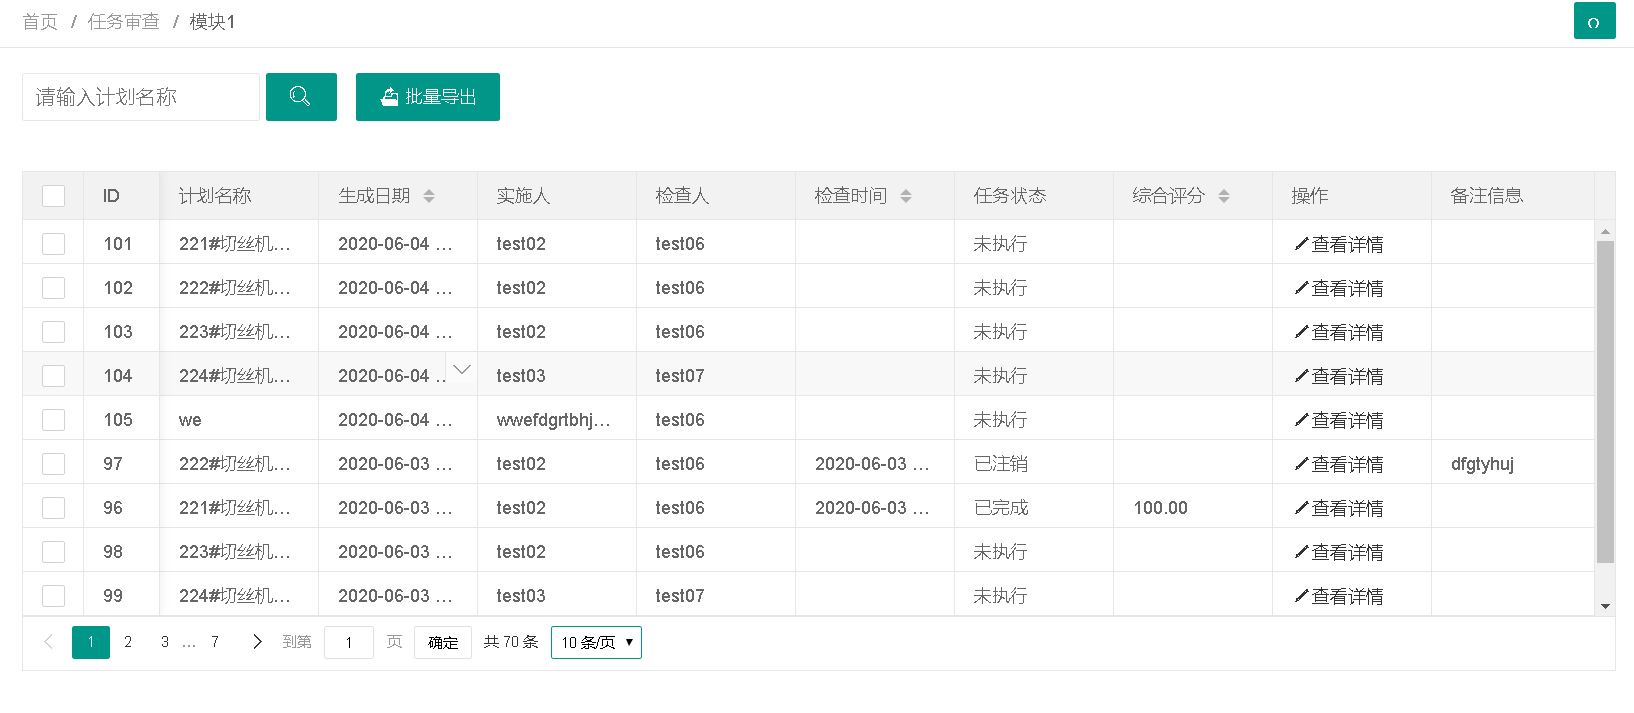 首页 / 任务审查 / 模块1
请输入计划名称 批量导出
ID 计划名称 生成日期 实施人 检查人 检查时间 任务状态 综合评分 操作 备注信息
101 221#切丝机... 2020-06-04 ... test02 test06 未执行 查看详情
102 222#切丝机... 2020-06-04 ... test02 test06 未执行 查看详情
103 223#切丝机... 2020-06-04 ... test02 test06 未执行 查看详情
104 224#切丝机... 2020-06-04 .. test03 test07 未执行 查看详情
105 we 2020-06-04 ... wwefdgrtbhj... test06 未执行 查看详情
97 222#切丝机... 2020-06-03 ... test02 test06 2020-06-03 ... 已注销 查看详情 dfgtyhuj
96 221#切丝机... 2020-06-03 ... test02 test06 2020-06-03 ... 已完成 100.00 查看详情
98 223#切丝机... 2020-06-03 ... test02 test06 未执行 查看详情
99 224#切丝机... 2020-06-03 ... test03 test07 未执行 查看详情
1 2 3 ... 7 到第 1 页 确定 共 70 条 10 条/页